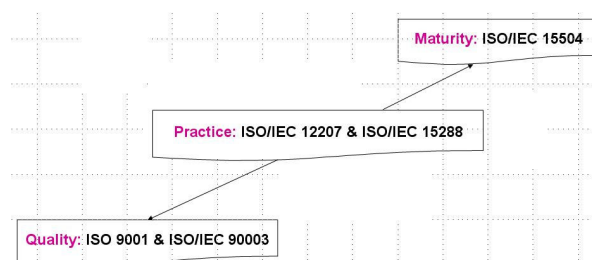 Maturity: ISO/IEC 15504
Practice: ISO/IEC 12207 & ISO/IEC 15288
Quality: ISO 9001 & ISO/IEC 90003